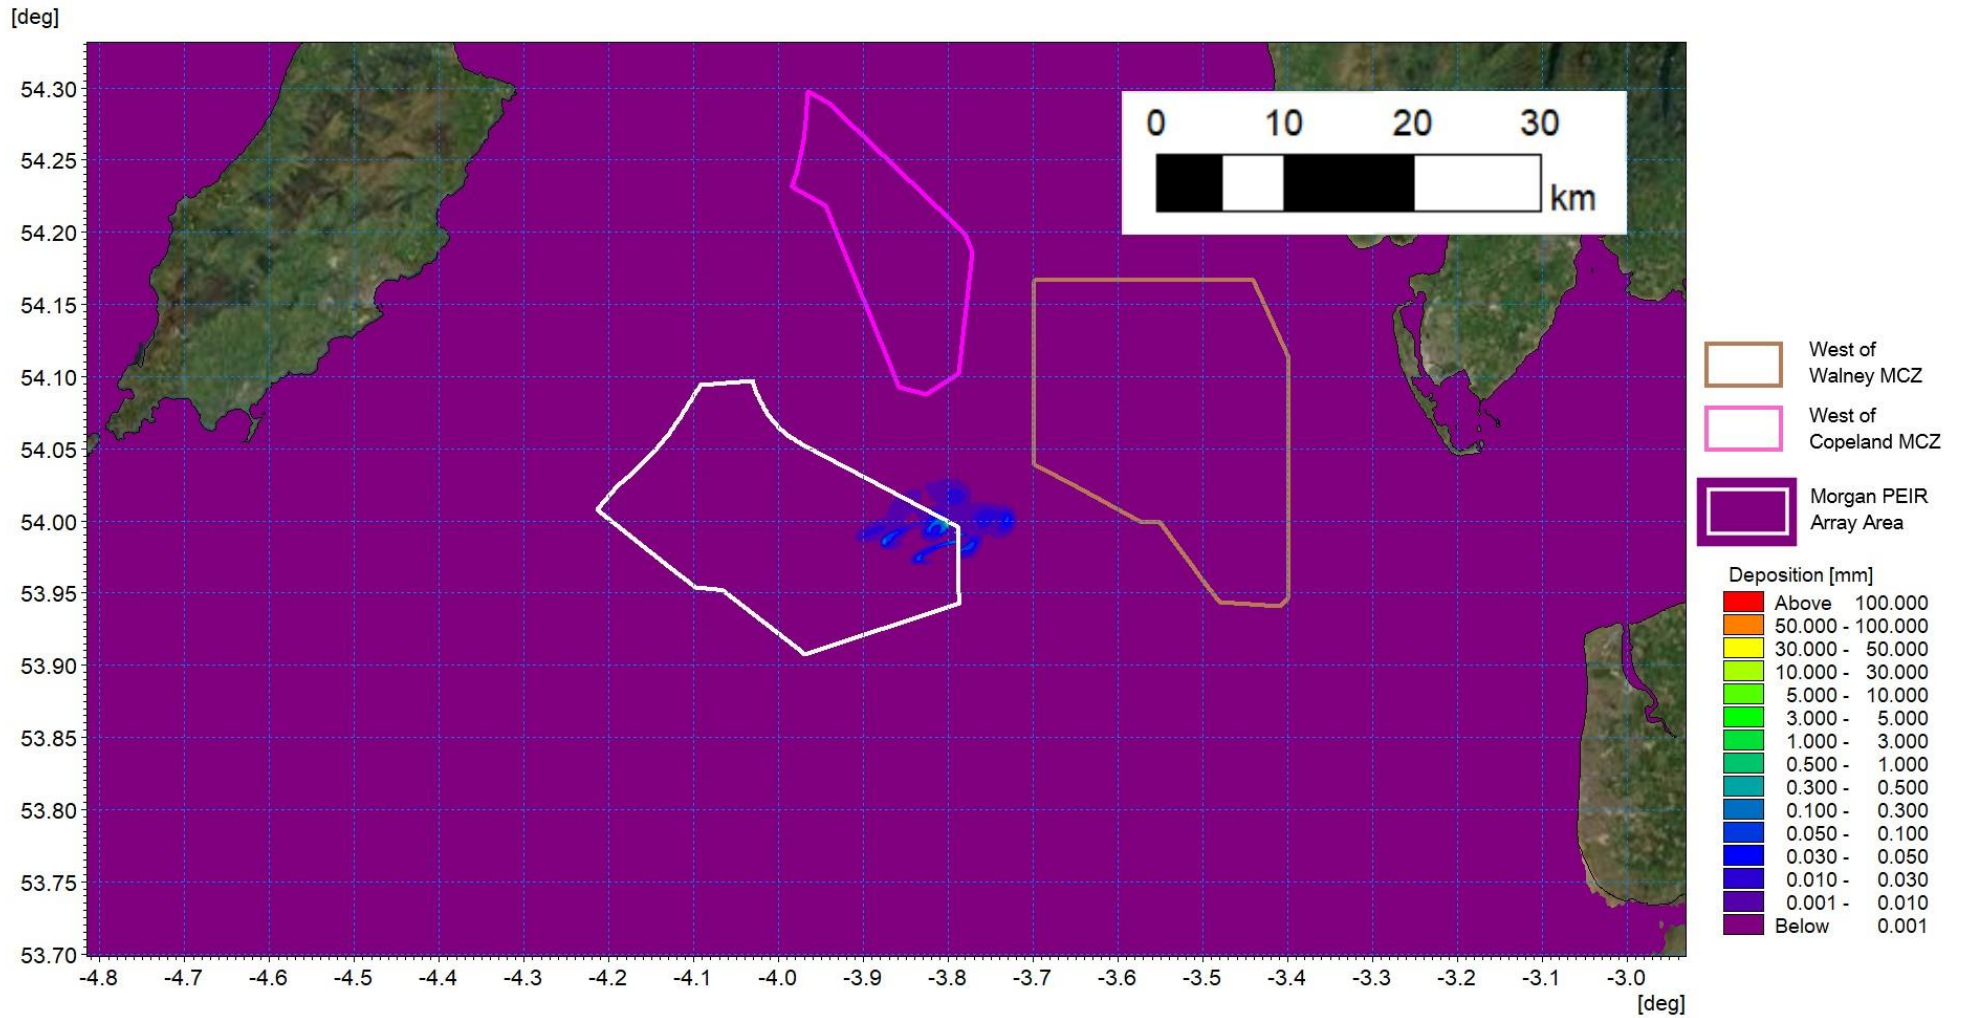 [deg]
54.30
54.25
54.20
54.15
54.10
54.05
54.00
53.95
53.90
53.85
53.80
53.75
53.70
-4.8 -4.7 -4.6 -4.5 -4.4 -4.3 -4.2 -4.1 -4.0 -3.9 -3.8 -3.7 -3.6 -3.5 -3.4 -3.3 -3.2 -3.1 -3.0
[deg]
0 10 20 30
km
West of
Walney MCZ
West of
Copeland MCZ
Morgan PEIR
Array Area
Deposition [mm]
Above 100.000
50.000 - 100.000
30.000 - 50.000
10.000 - 30.000
5.000 - 10.000
3.000 - 5.000
1.000 - 3.000
0.500 - 1.000
0.300 - 0.500
0.100 - 0.300
0.050 - 0.100
0.030 - 0.050
0.010 - 0.030
0.001 - 0.010
Below 0.001